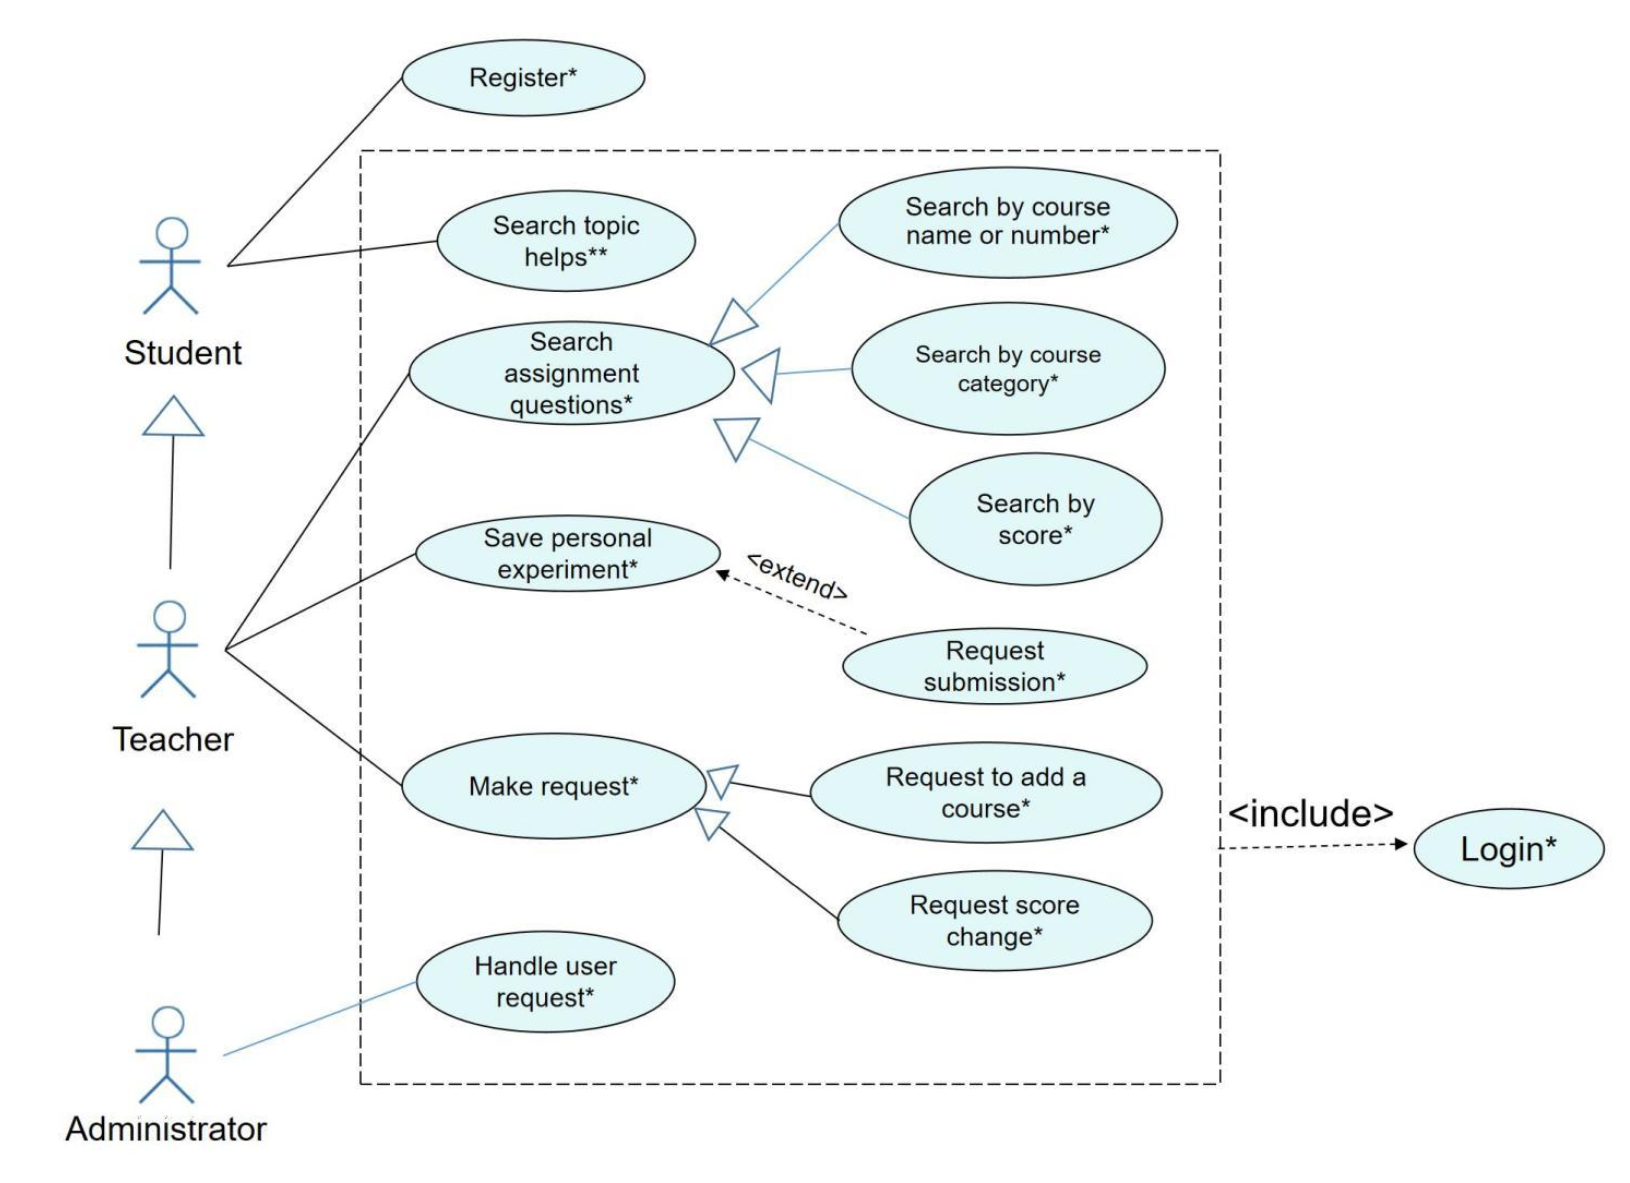 Register*
Search topic
helps**
Search by course
name or number*
Student
Search
assignment
questions*
Search by course
category*
Search by
score*
Save personal
experiment*
<extend>
Request
submission*
Teacher
Make request*
Request to add a
course*
<include>
Login*
Request score
change*
Handle user
request*
Administrator